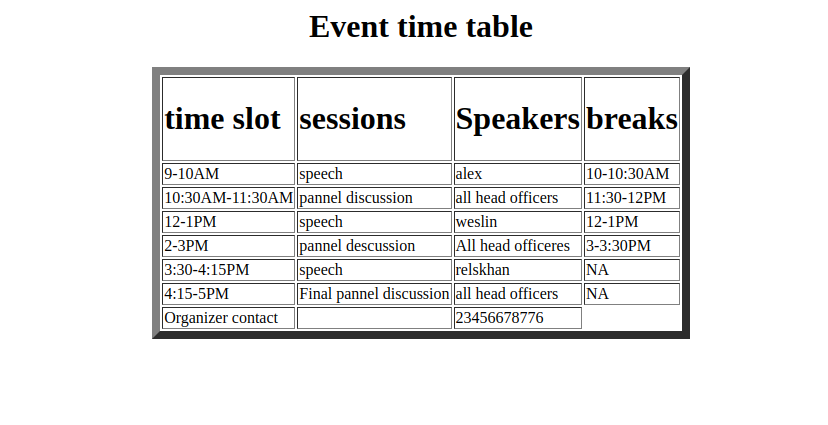 Event time table
time slot sessions Speakers breaks
9-10AM speech alex 10-10:30AM
10:30AM-11:30AM pannel discussion all head officers 11:30-12PM
12-1PM speech weslin 12-1PM
2-3PM pannel descussion All head officeres 3-3:30PM
3:30-4:15PM speech relskhan NA
4:15-5PM Final pannel discussion all head officers NA
Organizer contact 23456678776